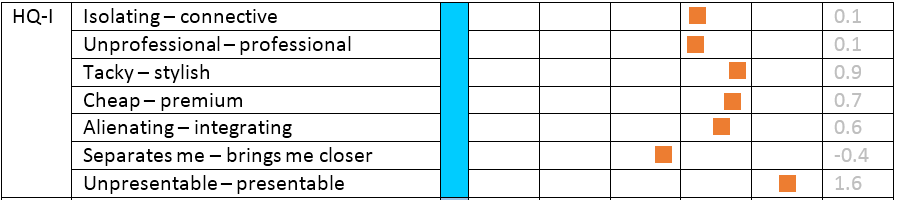 HQ-I Isolating – connective 0.1
Unprofessional – professional 0.1
Tacky – stylish 0.9
Cheap – premium 0.7
Alienating – integrating 0.6
Separates me – brings me closer -0.4
Unpresentable – presentable 1.6